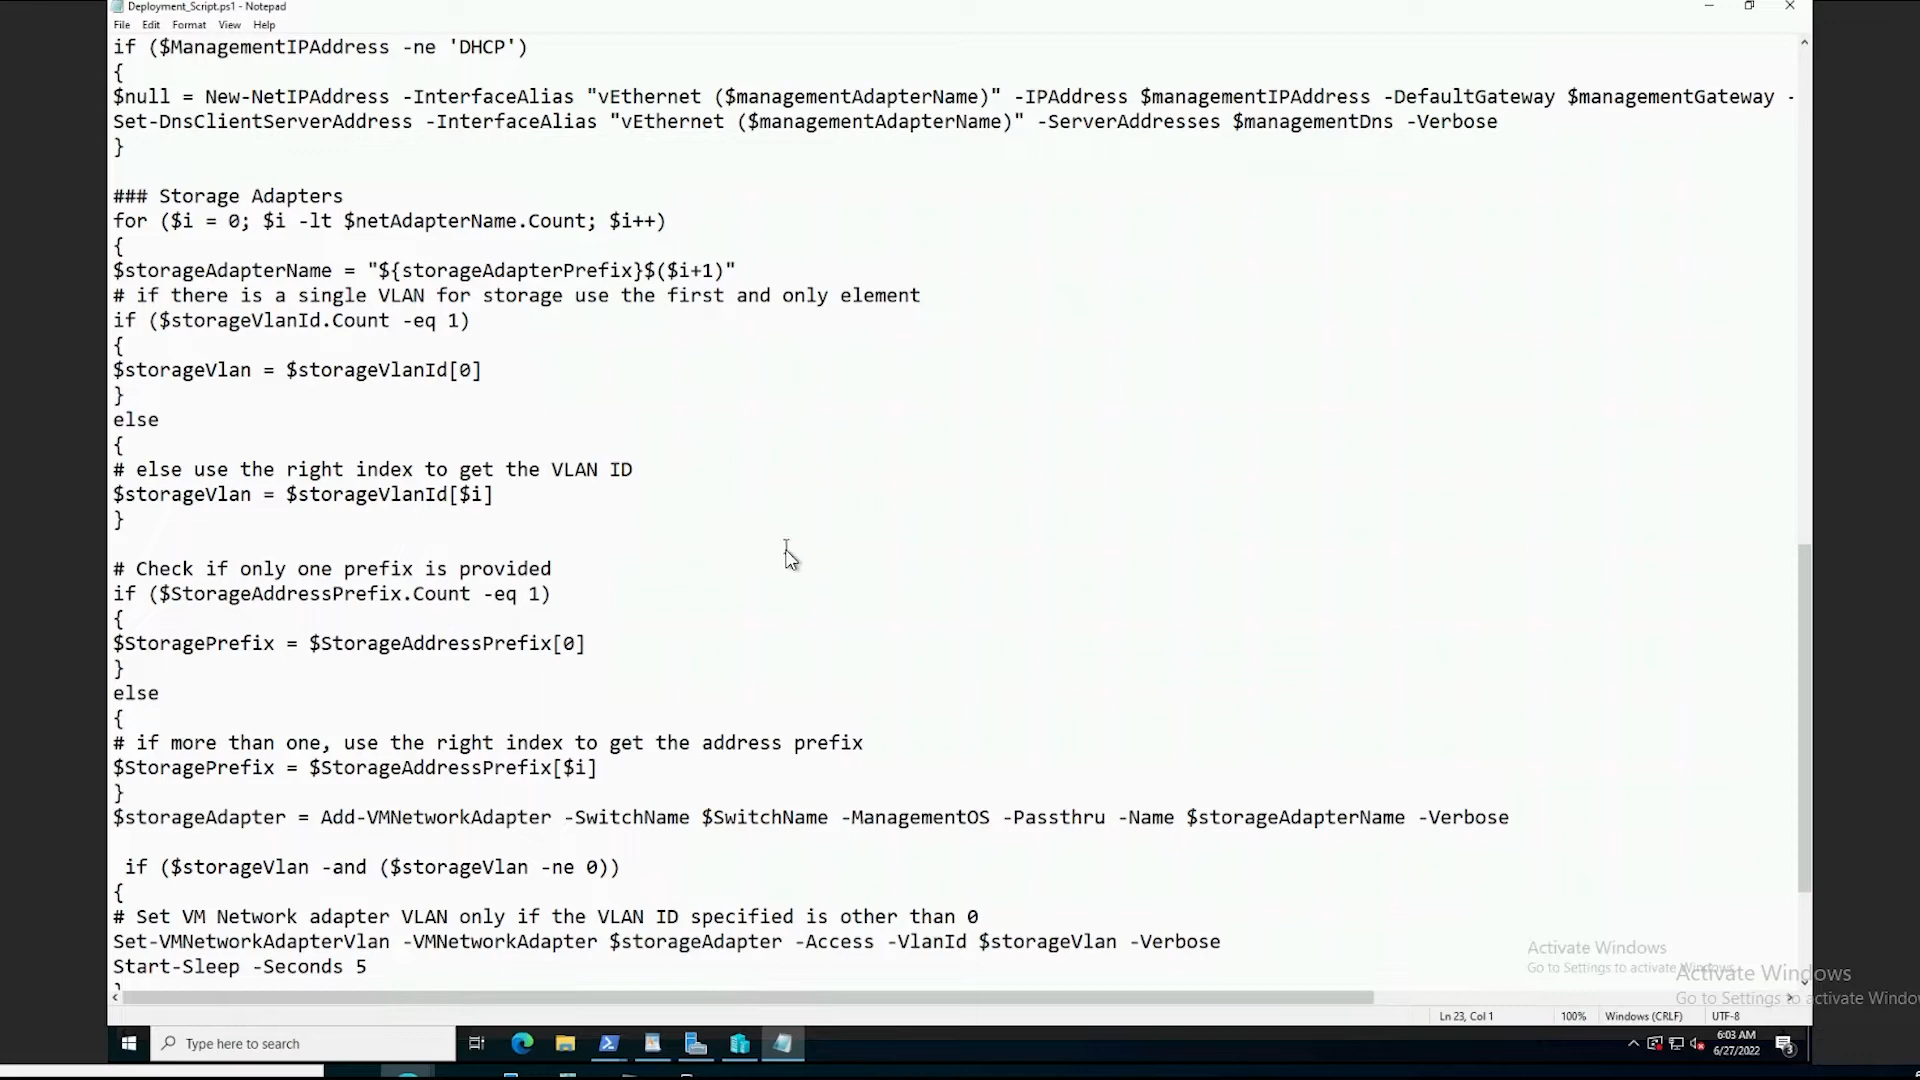 Deployment_Script.ps1 - Notepad
File Edit Format View Help
if ($ManagementIPAddress -ne 'DHCP')
{
$null = New-NetIPAddress -InterfaceAlias "vEthernet ($managementAdapterName)" -IPAddress $managementIPAddress -DefaultGateway $managementGateway -
Set-DnsClientServerAddress -InterfaceAlias "vEthernet ($managementAdapterName)" -ServerAddresses $managementDns -Verbose
}
### Storage Adapters
for ($i = 0; $i -lt $netAdapterName.Count; $i++)
{
$storageAdapterName = "${storageAdapterPrefix}$($i+1)"
# if there is a single VLAN for storage use the first and only element
if ($storageVlanId.Count -eq 1)
{
$storageVlan = $storageVlanId[0]
}
else
{
# else use the right index to get the VLAN ID
$storageVlan = $storageVlanId[$i]
}
# Check if only one prefix is provided
if ($StorageAddressPrefix.Count -eq 1)
{
$StoragePrefix = $StorageAddressPrefix[0]
}
else
{
# if more than one, use the right index to get the address prefix
$StoragePrefix = $StorageAddressPrefix[$i]
}
$storageAdapter = Add-VMNetworkAdapter -SwitchName $SwitchName -ManagementOS -Passthru -Name $storageAdapterName -Verbose
if ($storageVlan -and ($storageVlan -ne 0))
{
# Set VM Network adapter VLAN only if the VLAN ID specified is other than 0
Set-VMNetworkAdapterVlan -VMNetworkAdapter $storageAdapter -Access -VlanId $storageVlan -Verbose
Start-Sleep -Seconds 5
}
Activate Windows
Go to Settings to activate
Activate Windows
Go to Settings to activate Windo
Ln 23, Col 1 100% Windows (CRLF) UTF-8
Type here to search
6:03 AM
6/27/2022
3